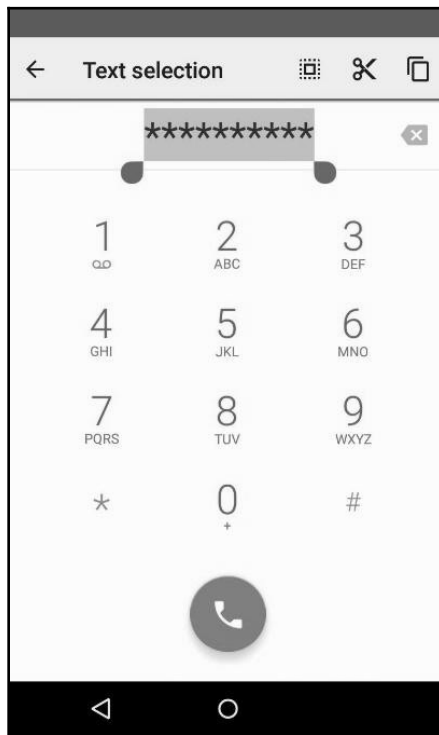 Text selection
**********
1 2 3
ABC DEF
4 5 6
GHI JKL MNO
7 8 9
PQRS TUV WXYZ
* 0 #
+